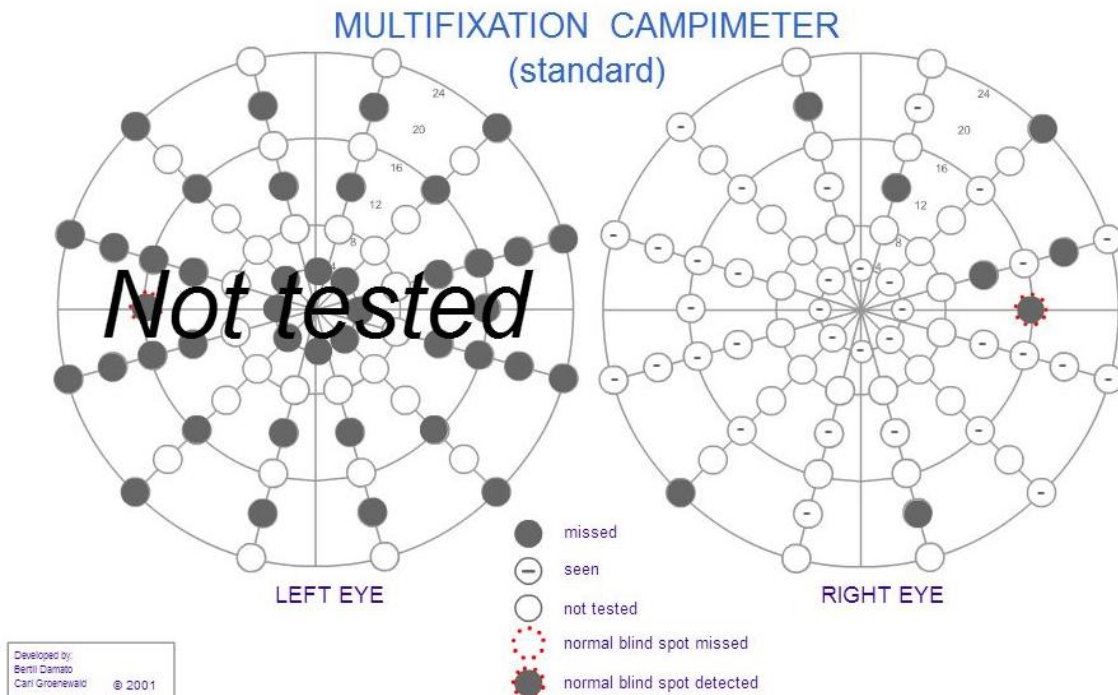 MULTIFIXATION CAMPIMETER
(standard)
24
20
16
12
8
4
24
20
16
12
8
4
Not tested
LEFT EYE
RIGHT EYE
missed
seen
not tested
normal blind spot missed
normal blind spot detected
Developed by:
Bertil Damato
Carl Groenewald © 2001